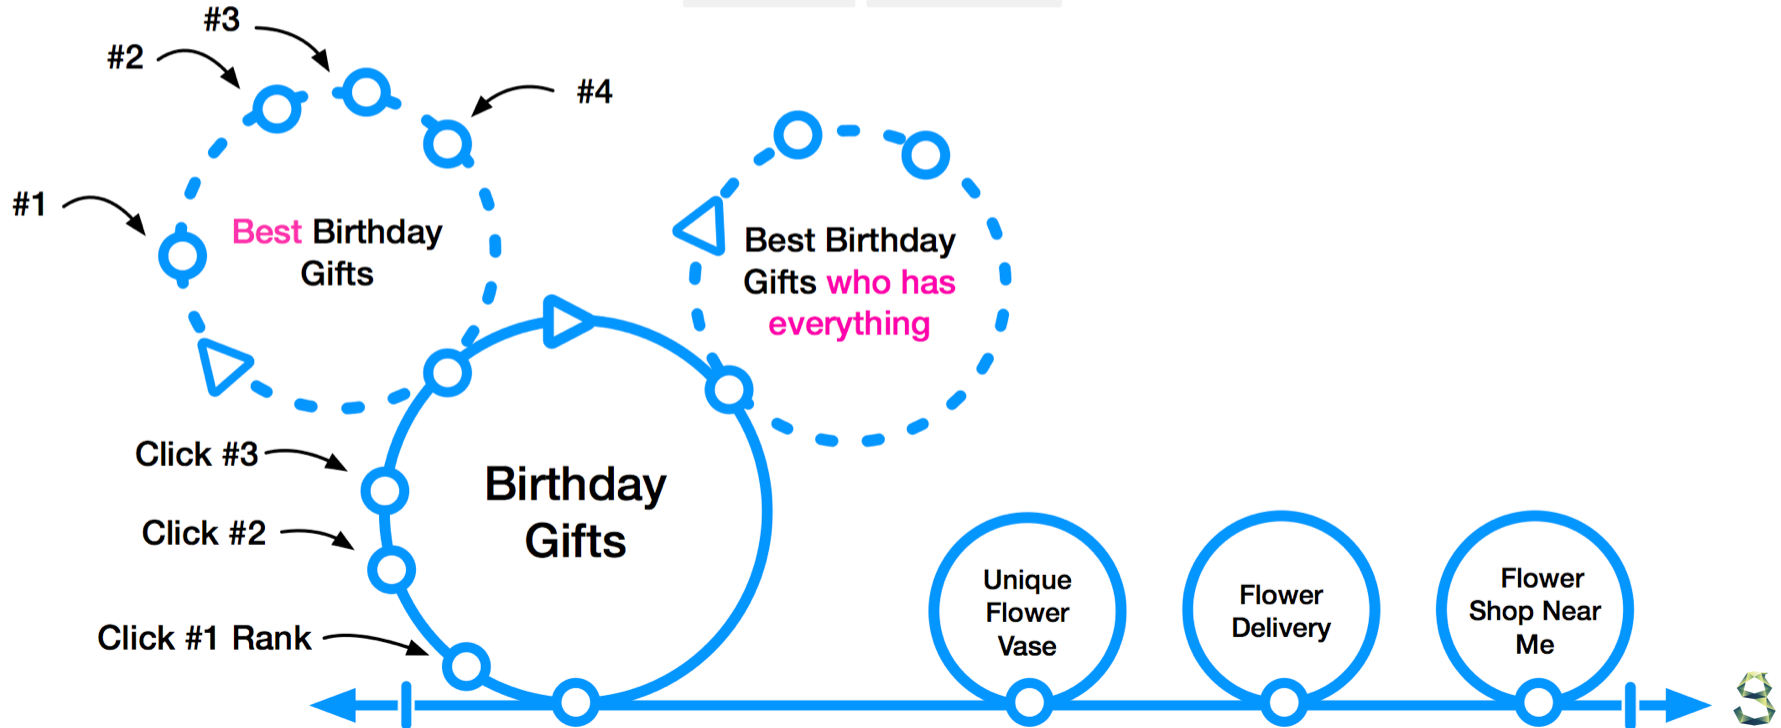 #3
#2
#4
#1
Best Birthday
Gifts
Best Birthday
Gifts who has
everything
Click #3
Click #2
Click #1 Rank
Birthday
Gifts
Unique
Flower
Vase
Flower
Delivery
Flower
Shop Near
Me